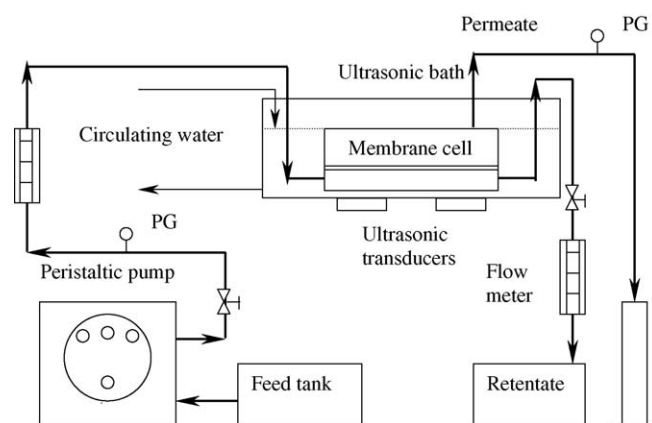 Permeate
PG
Ultrasonic bath
Circulating water
Membrane cell
PG
Ultrasonic
transducers
Peristaltic pump
Flow
meter
Feed tank
Retentate